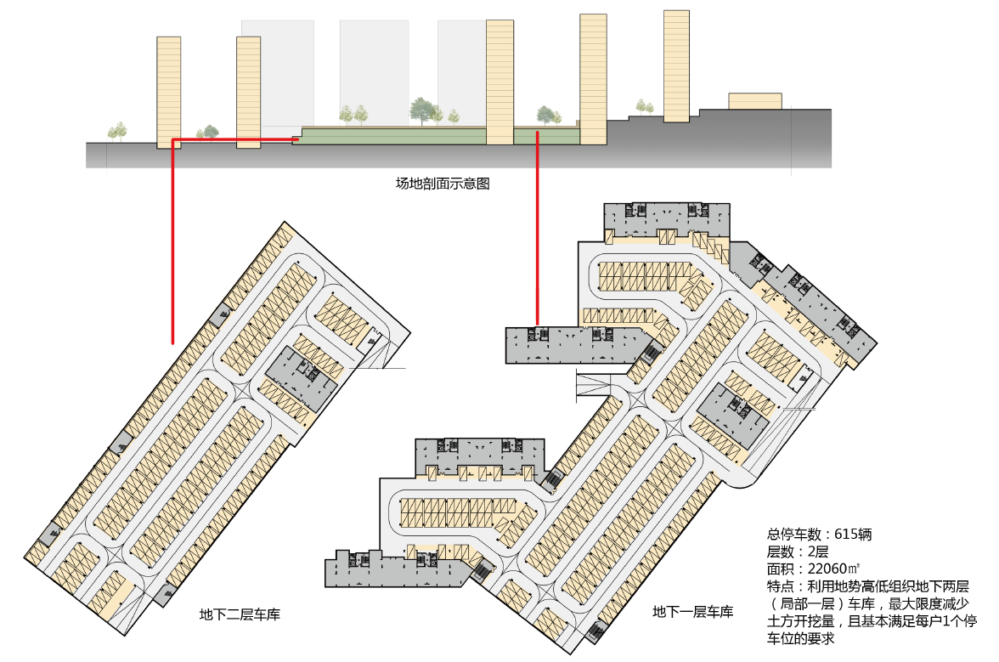 场地剖面示意图
地下二层车库
地下一层车库
总停车数：615辆
层数：2层
面积：22060㎡
特点：利用地势高低组织地下两层
（局部一层）车库，最大限度减少
土方开挖量，且基本满足每户1个停
车位的要求